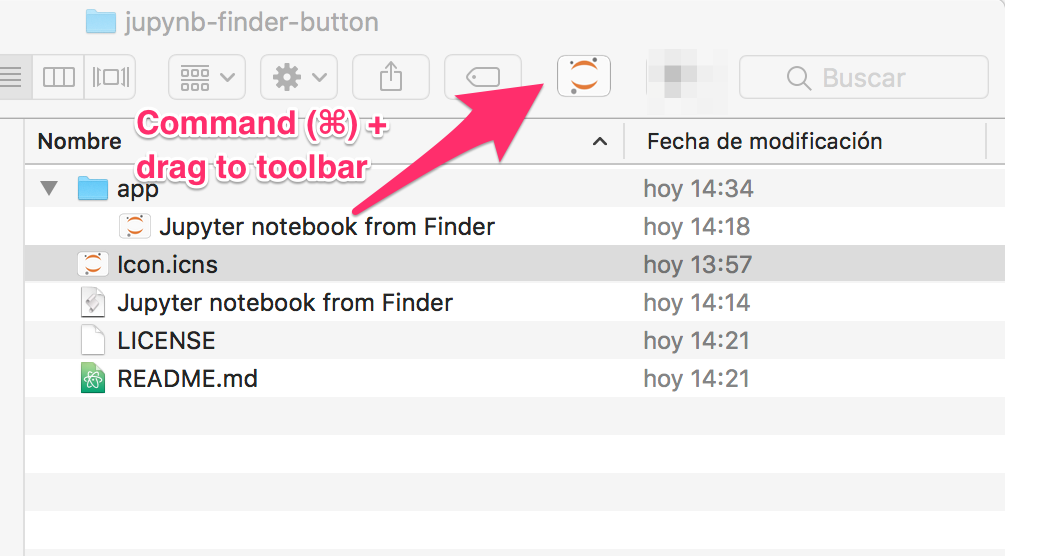 jupynb-finder-button
Buscar
Command (⌘) +
drag to toolbar
Nombre Fecha de modificación
app hoy 14:34
Jupyter notebook from Finder hoy 14:18
Icon.icns hoy 13:57
Jupyter notebook from Finder hoy 14:14
LICENSE hoy 14:21
README.md hoy 14:21